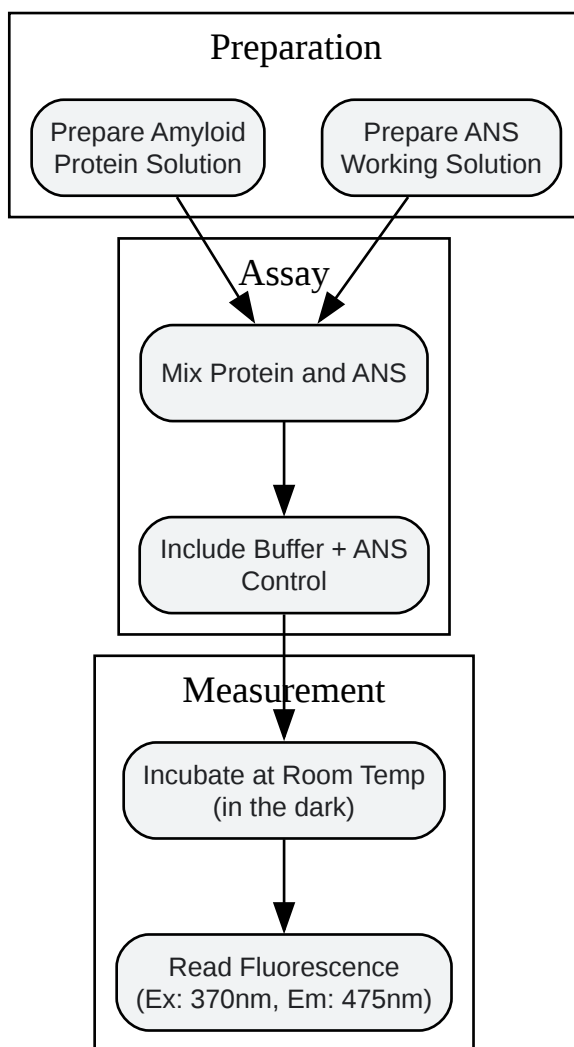 Preparation
Prepare Amyloid
Protein Solution
Prepare ANS
Working Solution
Assay
Mix Protein and ANS
Include Buffer + ANS
Control
Measurement
Incubate at Room Temp
(in the dark)
Read Fluorescence
(Ex: 370nm, Em: 475nm)